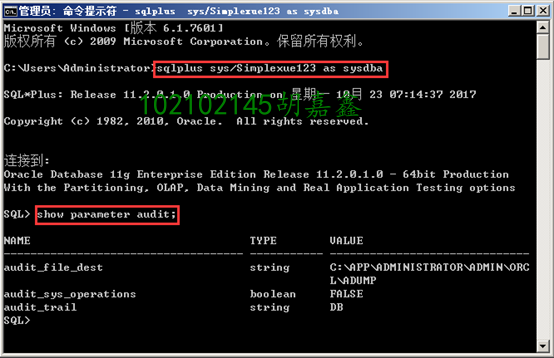 管理员: 命令提示符 - sqlplus  sys/Simplexue123 as sysdba
Microsoft Windows [版本 6.1.7601]
版权所有 (c) 2009 Microsoft Corporation。保留所有权利。
C:\Users\Administrator>sqlplus sys/Simplexue123 as sysdba
SQL*Plus: Release 11.2.0.1.0 Production on 星期一 10月 23 07:14:37 2017
102102145胡嘉鑫
Copyright (c) 1982, 2010, Oracle.  All rights reserved.
连接到:
Oracle Database 11g Enterprise Edition Release 11.2.0.1.0 - 64bit Production
With the Partitioning, OLAP, Data Mining and Real Application Testing options
SQL> show parameter audit;
NAME                                 TYPE        VALUE
------------------------------------ ----------- ------------------------------
audit_file_dest                      string      C:\APP\ADMINISTRATOR\ADMIN\ORC
L\ADUMP
audit_sys_operations                 boolean     FALSE
audit_trail                          string      DB
SQL>